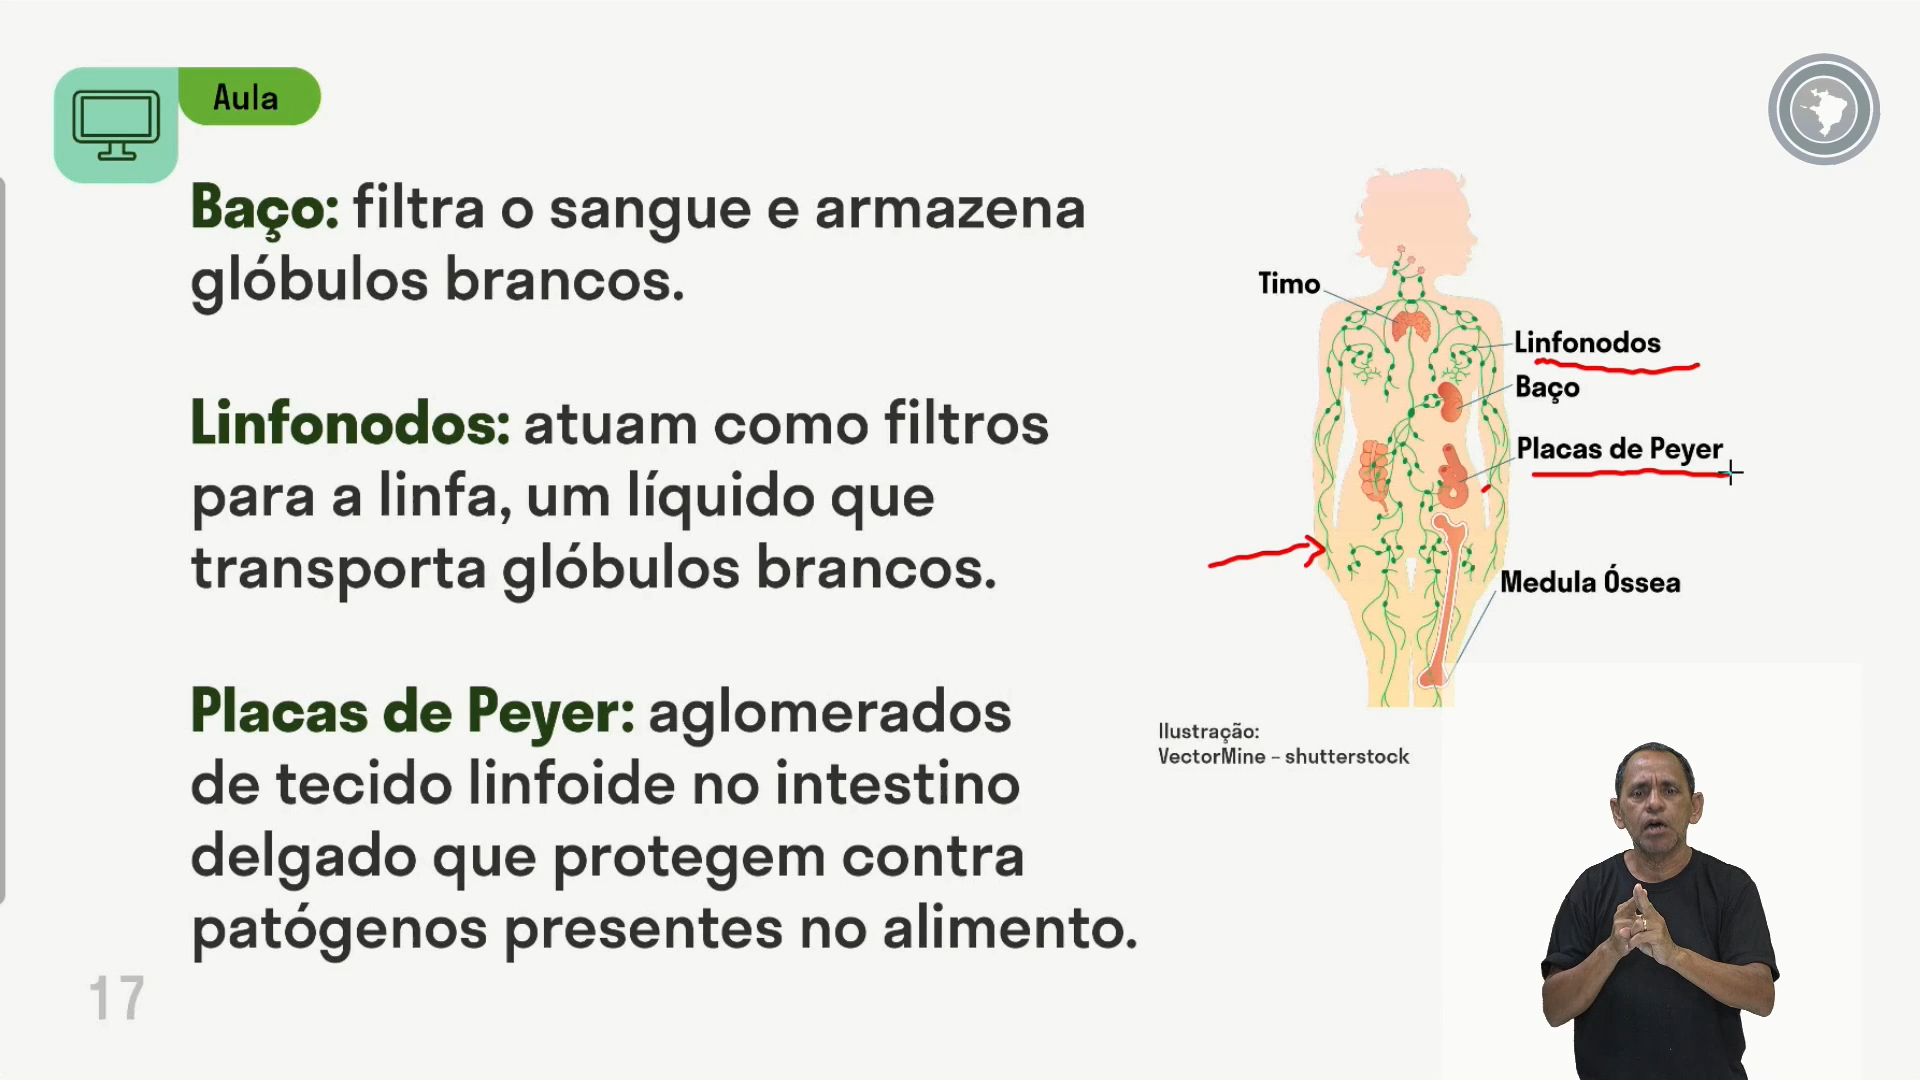 Aula
Baço: filtra o sangue e armazena
glóbulos brancos.
Linfonodos: atuam como filtros
para a linfa, um líquido que
transporta glóbulos brancos.
Placas de Peyer: aglomerados
de tecido linfoide no intestino
delgado que protegem contra
patógenos presentes no alimento.
17
Timo
Linfonodos
Baço
Placas de Peyer
Medula Óssea
Ilustração:
VectorMine – shutterstock